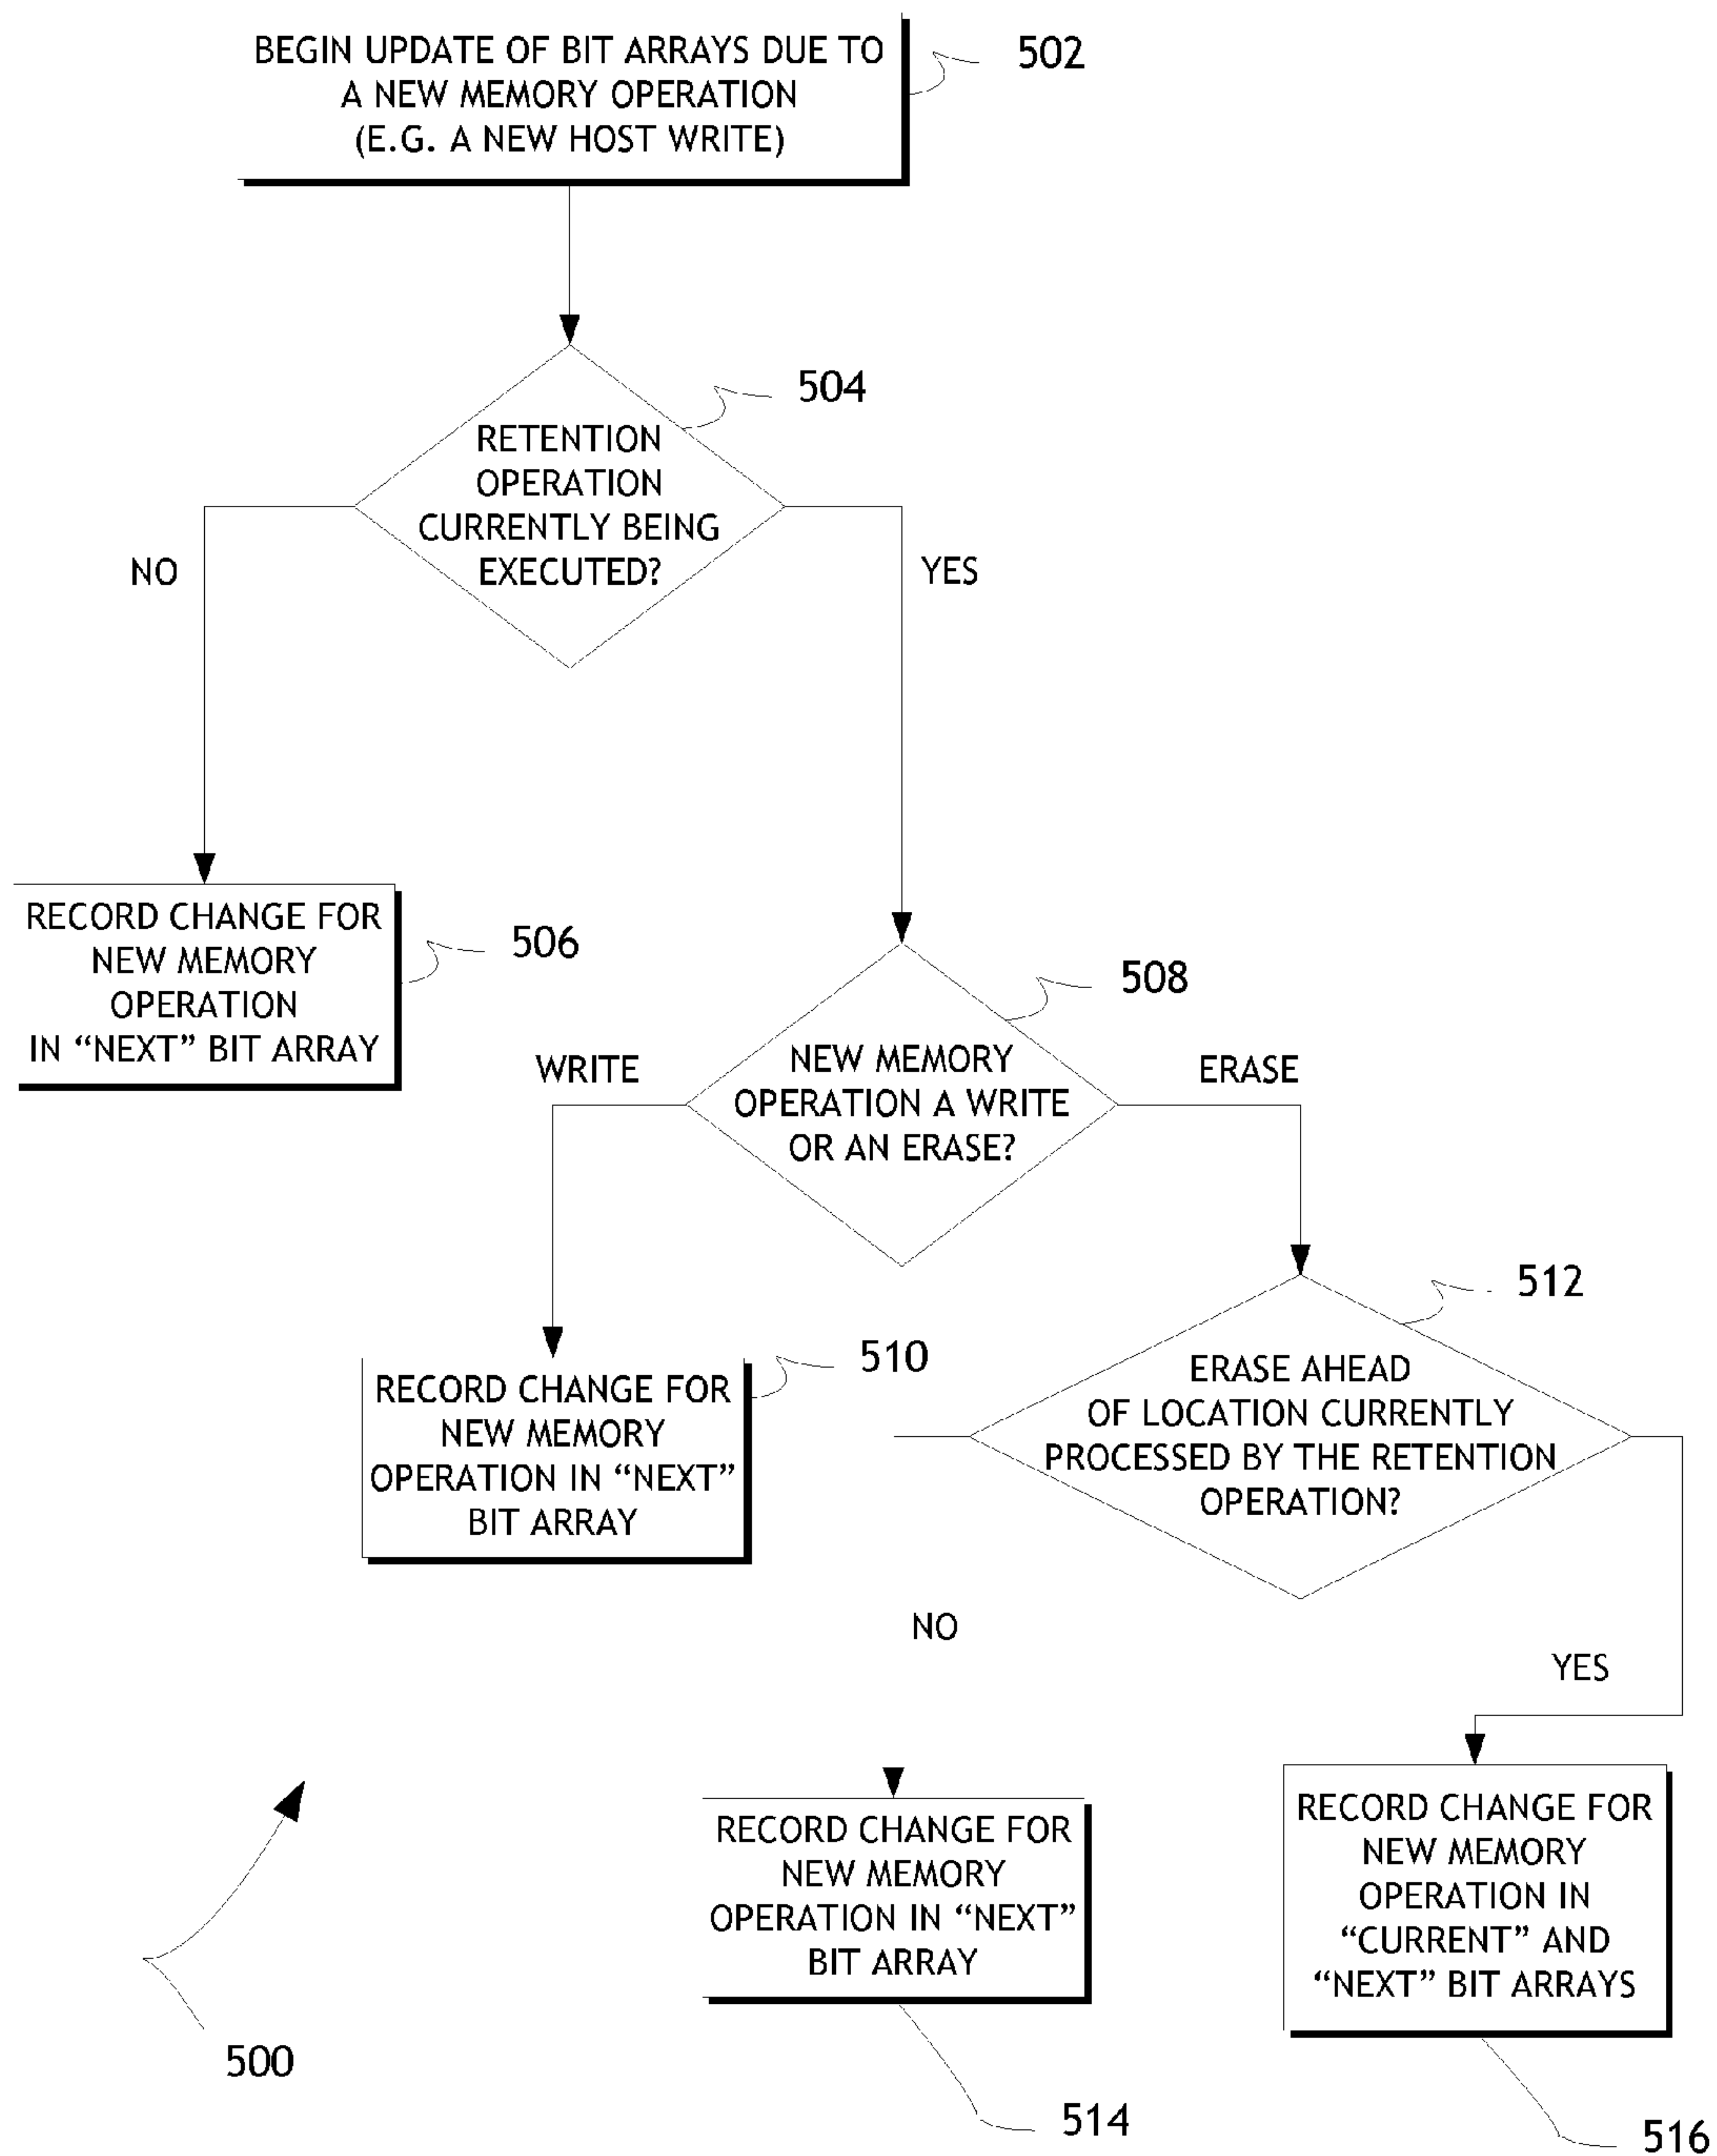 BEGIN UPDATE OF BIT ARRAYS DUE TO
A NEW MEMORY OPERATION
(E.G. A NEW HOST WRITE)
502
504
RETENTION
OPERATION
CURRENTLY BEING
EXECUTED?
NO
YES
RECORD CHANGE FOR
NEW MEMORY
OPERATION
IN “NEXT” BIT ARRAY
506
508
NEW MEMORY
OPERATION A WRITE
OR AN ERASE?
WRITE
ERASE
510
RECORD CHANGE FOR
NEW MEMORY
OPERATION IN “NEXT”
BIT ARRAY
512
ERASE AHEAD
OF LOCATION CURRENTLY
PROCESSED BY THE RETENTION
OPERATION?
NO
YES
RECORD CHANGE FOR
NEW MEMORY
OPERATION IN “NEXT”
BIT ARRAY
RECORD CHANGE FOR
NEW MEMORY
OPERATION IN
“CURRENT” AND
“NEXT” BIT ARRAYS
500
514
516